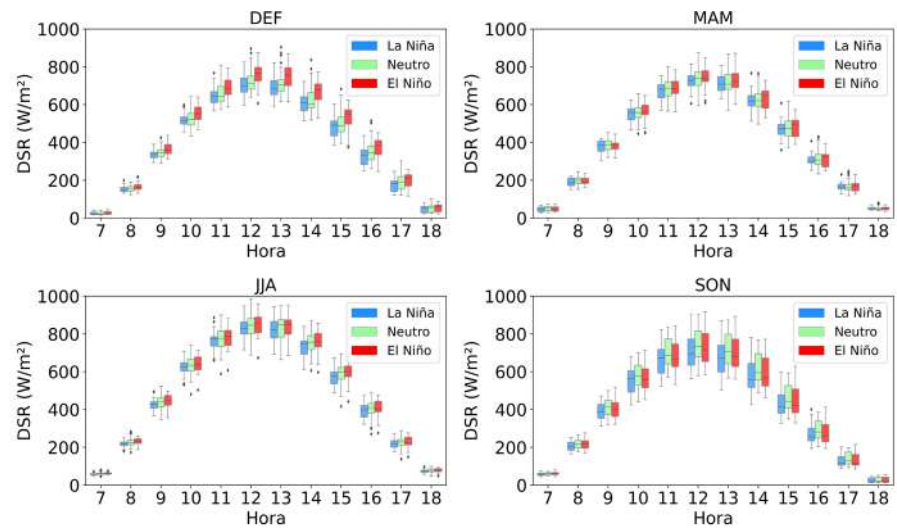 DEF
1000
800
600
400
200
0
DSR (W/m²)
La Niña
Neutro
El Niño
7 8 9 10 11 12 13 14 15 16 17 18
Hora
MAM
1000
800
600
400
200
0
DSR (W/m²)
La Niña
Neutro
El Niño
7 8 9 10 11 12 13 14 15 16 17 18
Hora
JJA
1000
800
600
400
200
0
DSR (W/m²)
La Niña
Neutro
El Niño
7 8 9 10 11 12 13 14 15 16 17 18
Hora
SON
1000
800
600
400
200
0
DSR (W/m²)
La Niña
Neutro
El Niño
7 8 9 10 11 12 13 14 15 16 17 18
Hora